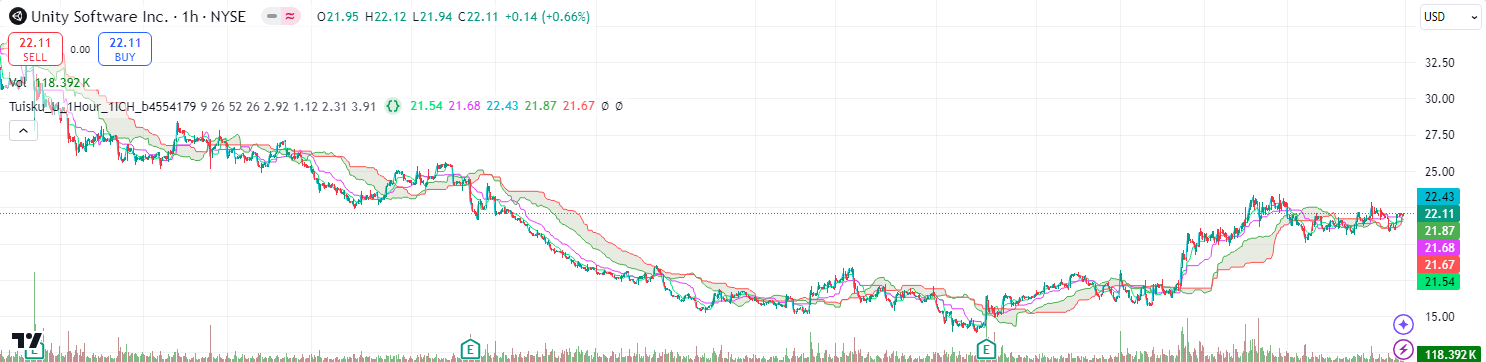 Unity Software Inc. · 1h · NYSE O21.95 H22.12 L21.94 C22.11 +0.14 (+0.66%)
USD
22.11 SELL 0.00 22.11 BUY
Vol 118.392 K
Tuisku_U_1Hour_1ICH_b4554179 9 26 52 26 2.92 1.12 2.31 3.91 {} 21.54 21.68 22.43 21.87 21.67 Ø Ø
32.50
30.00
27.50
25.00
22.43
22.11
21.87
21.68
21.67
21.54
15.00
E E E
118.392 K